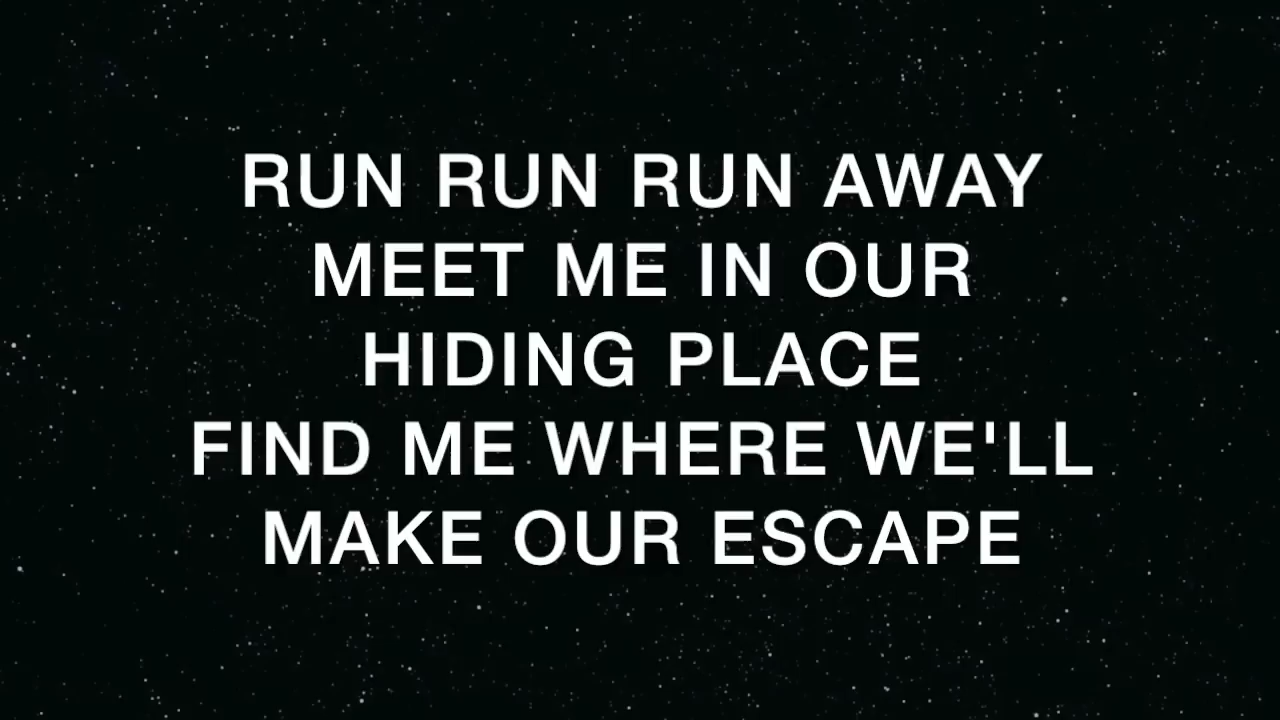 RUN RUN RUN AWAY
MEET ME IN OUR
HIDING PLACE
FIND ME WHERE WE'LL
MAKE OUR ESCAPE